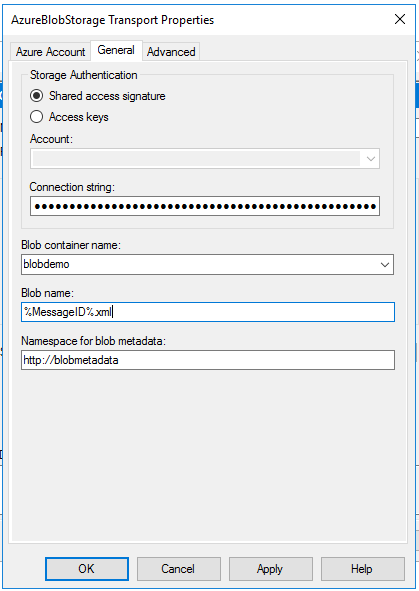 AzureBlobStorage Transport Properties
Azure Account
General
Advanced
Storage Authentication
Shared access signature
Access keys
Account:
Connection string:
●●●●●●●●●●●●●●●●●●●●●●●●●●●●●●●●●●●●●●●●●●●●●●●●●●
Blob container name:
blobdemo
Blob name:
%MessageID%.xml
Namespace for blob metadata:
http://blobmetadata
OK
Cancel
Apply
Help